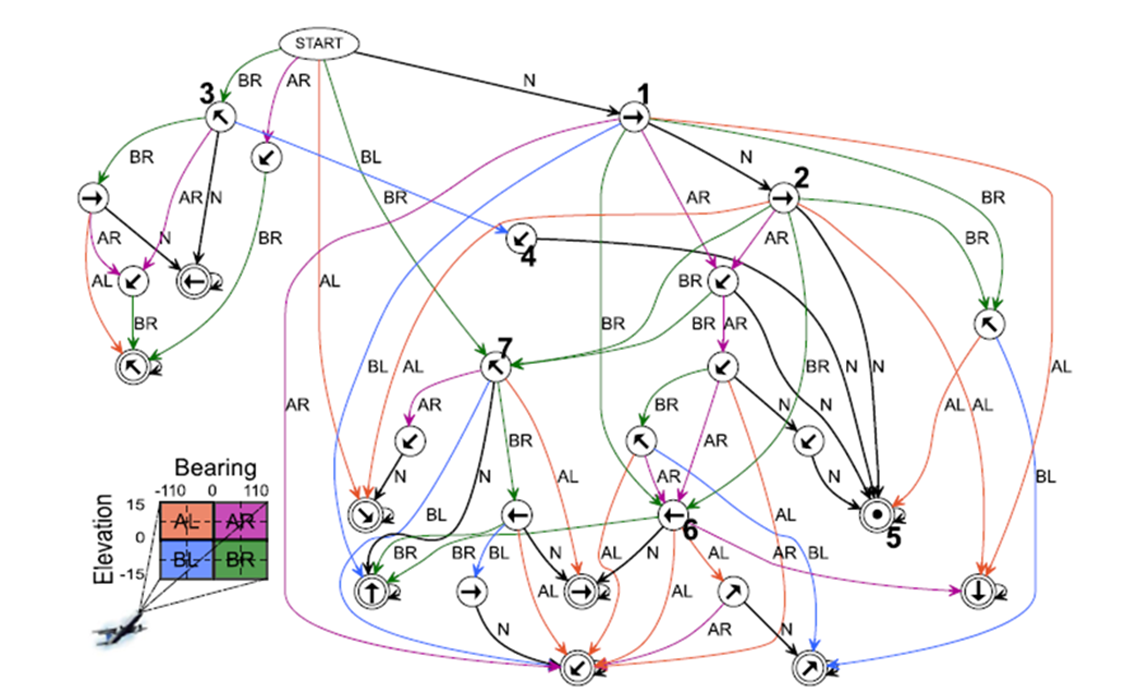 START
N
BR AR
3 1
BL
BR N
BR AR N BR AR BR
2
AR BR
BR
4
AR N
AL AL BR
BR BR BR AR
7
BL AL BR N N AL
AR AR BR N N AL AL
BR AR
N N AL AR N BL
Bearing
-110 0 110
Elevation
15
0
-15
AL AR
BL BR
BL AL
6 5
BR BR BL N AL N AL AR BL
AL AL
N AR N